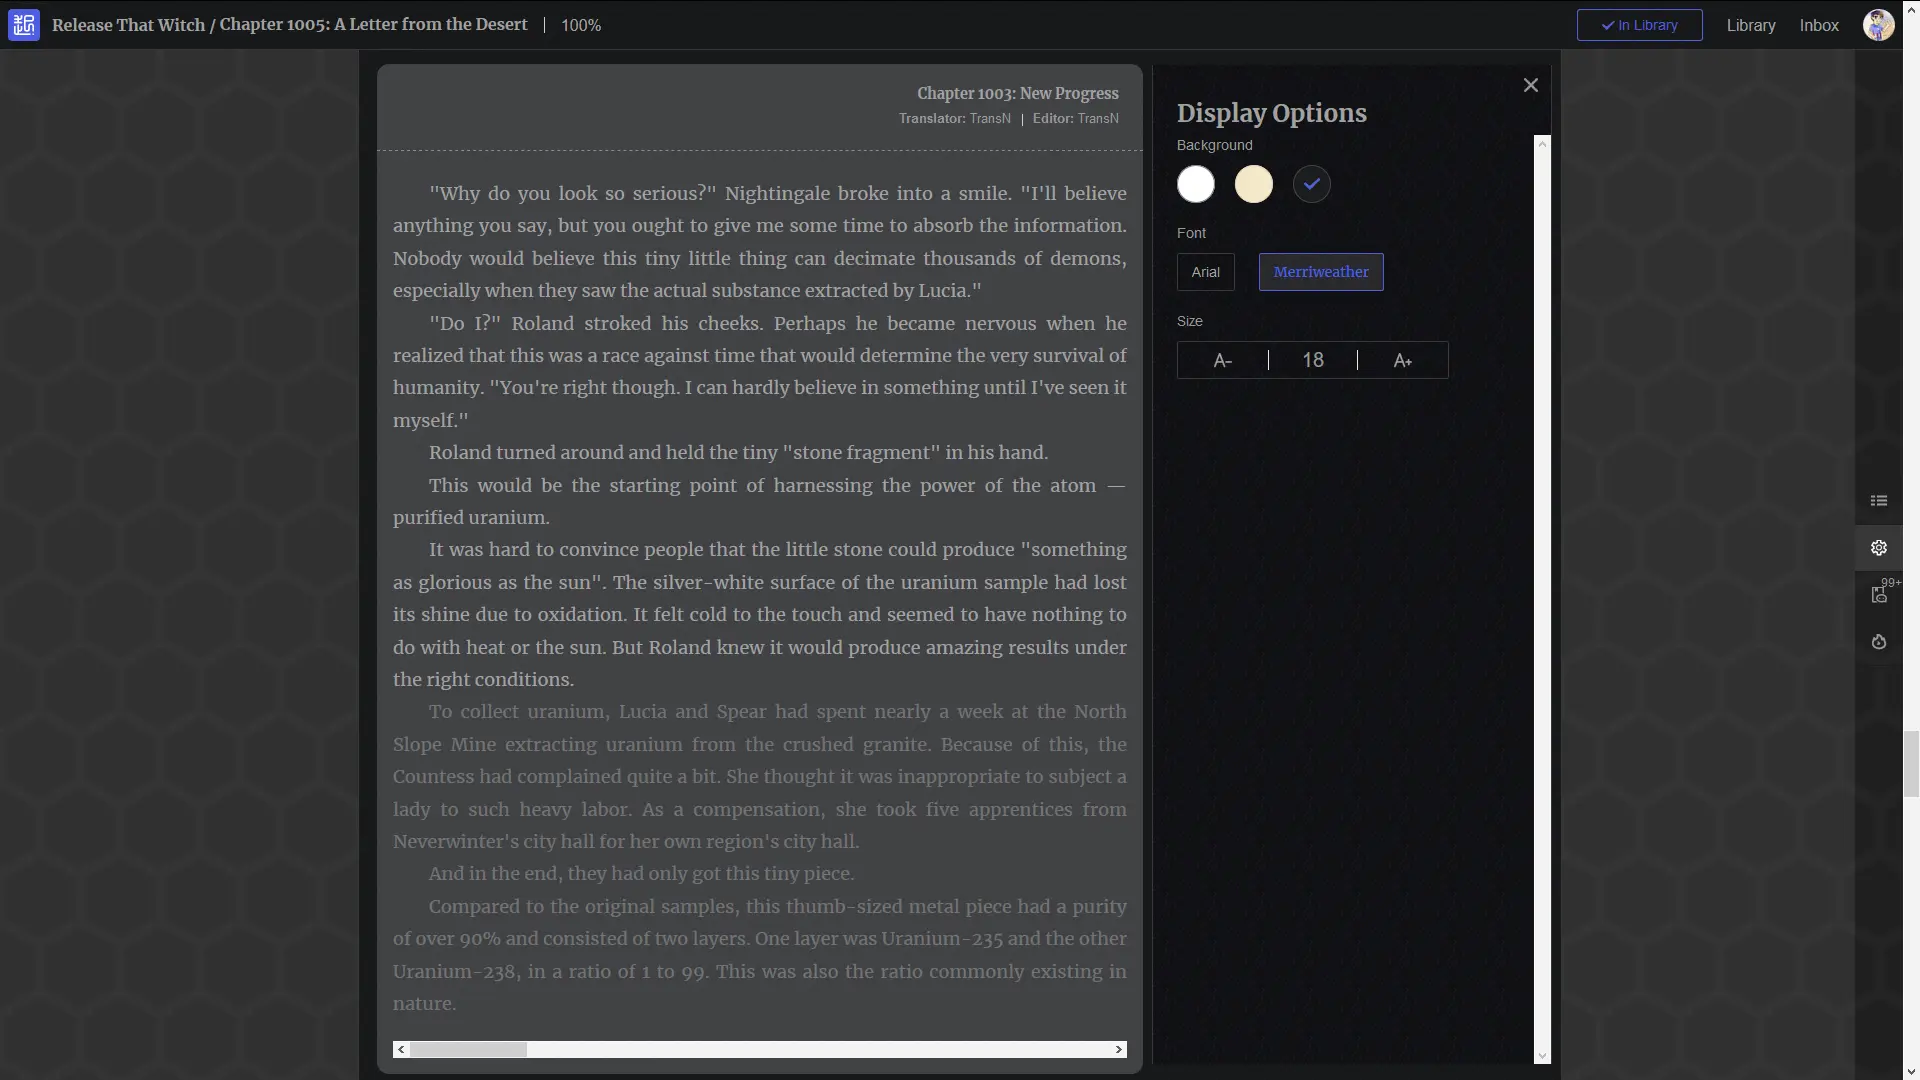 Release That Witch / Chapter 1005: A Letter from the Desert | 100%
In Library
Library
Inbox
Chapter 1003: New Progress
Translator: TransN | Editor: TransN
"Why do you look so serious?" Nightingale broke into a smile. "I'll believe
anything you say, but you ought to give me some time to absorb the information.
Nobody would believe this tiny little thing can decimate thousands of demons,
especially when they saw the actual substance extracted by Lucia."
"Do I?" Roland stroked his cheeks. Perhaps he became nervous when he
realized that this was a race against time that would determine the very survival of
humanity. "You're right though. I can hardly believe in something until I've seen it
myself."
Roland turned around and held the tiny "stone fragment" in his hand.
This would be the starting point of harnessing the power of the atom —
purified uranium.
It was hard to convince people that the little stone could produce "something
as glorious as the sun". The silver-white surface of the uranium sample had lost
its shine due to oxidation. It felt cold to the touch and seemed to have nothing to
do with heat or the sun. But Roland knew it would produce amazing results under
the right conditions.
To collect uranium, Lucia and Spear had spent nearly a week at the North
Slope Mine extracting uranium from the crushed granite. Because of this, the
Countess had complained quite a bit. She thought it was inappropriate to subject a
lady to such heavy labor. As a compensation, she took five apprentices from
Neverwinter's city hall for her own region's city hall.
And in the end, they had only got this tiny piece.
Compared to the original samples, this thumb-sized metal piece had a purity
of over 90% and consisted of two layers. One layer was Uranium-235 and the other
Uranium-238, in a ratio of 1 to 99. This was also the ratio commonly existing in
nature.
Display Options
Background
Font
Arial
Merriweather
Size
A- | 18 | A+
99+